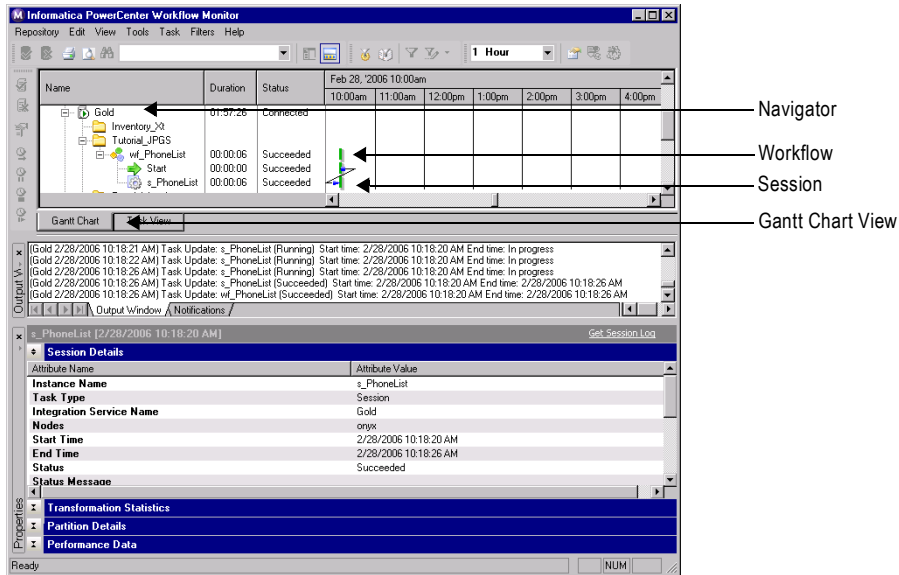 Informatica PowerCenter Workflow Monitor
Repository Edit View Tools Task Filters Help
1 Hour
Name Duration Status Feb 28, '2006 10:00am
10:00am 11:00am 12:00pm 1:00pm 2:00pm 3:00pm 4:00pm
Gold 01:57:26 Connected
Inventory_Xt
Tutorial_JPGS
wf_PhoneList 00:00:06 Succeeded
Start 00:00:00 Succeeded
s_PhoneList 00:00:06 Succeeded
Navigator
Workflow
Session
Gantt Chart View
Gantt Chart Task View
(Gold 2/28/2006 10:18:21 AM) Task Update: s_PhoneList (Running) Start time: 2/28/2006 10:18:20 AM End time: In progress
(Gold 2/28/2006 10:18:22 AM) Task Update: s_PhoneList (Running) Start time: 2/28/2006 10:18:20 AM End time: In progress
(Gold 2/28/2006 10:18:26 AM) Task Update: s_PhoneList (Running) Start time: 2/28/2006 10:18:20 AM End time: In progress
(Gold 2/28/2006 10:18:26 AM) Task Update: s_PhoneList (Succeeded) Start time: 2/28/2006 10:18:20 AM End time: 2/28/2006 10:18:26 AM
(Gold 2/28/2006 10:18:26 AM) Task Update: wf_PhoneList (Succeeded) Start time: 2/28/2006 10:18:20 AM End time: 2/28/2006 10:18:26 AM
Output Window Notifications
s_PhoneList [2/28/2006 10:18:20 AM] Get Session Log
Session Details
Attribute Name Attribute Value
Instance Name s_PhoneList
Task Type Session
Integration Service Name Gold
Nodes onyx
Start Time 2/28/2006 10:18:20 AM
End Time 2/28/2006 10:18:26 AM
Status Succeeded
Status Message
Properties
Transformation Statistics
Partition Details
Performance Data
Ready NUM